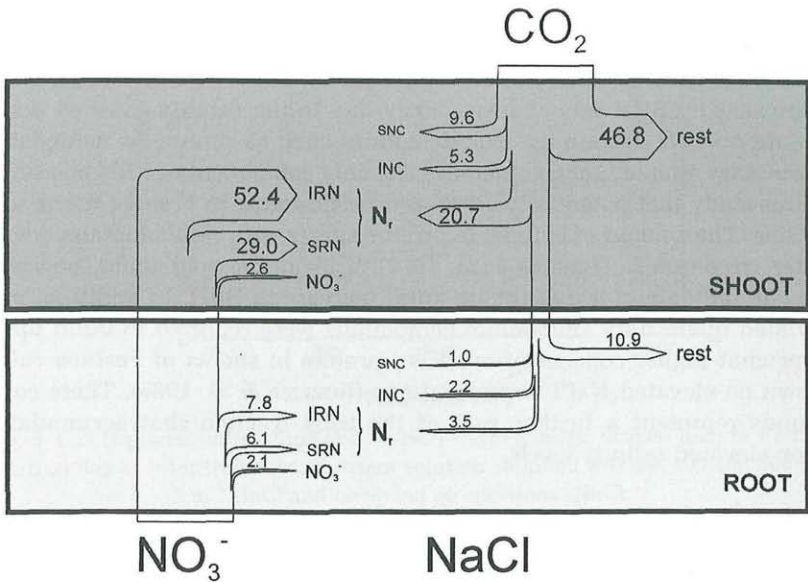 CO2
SNC 9.6
INC 5.3
46.8 rest
52.4 IRN
Nr 20.7
29.0 SRN
2.6 NO3-
SHOOT
10.9 rest
SNC 1.0
INC 2.2
7.8 IRN
Nr 3.5
6.1 SRN
2.1 NO3-
ROOT
NO3- NaCl